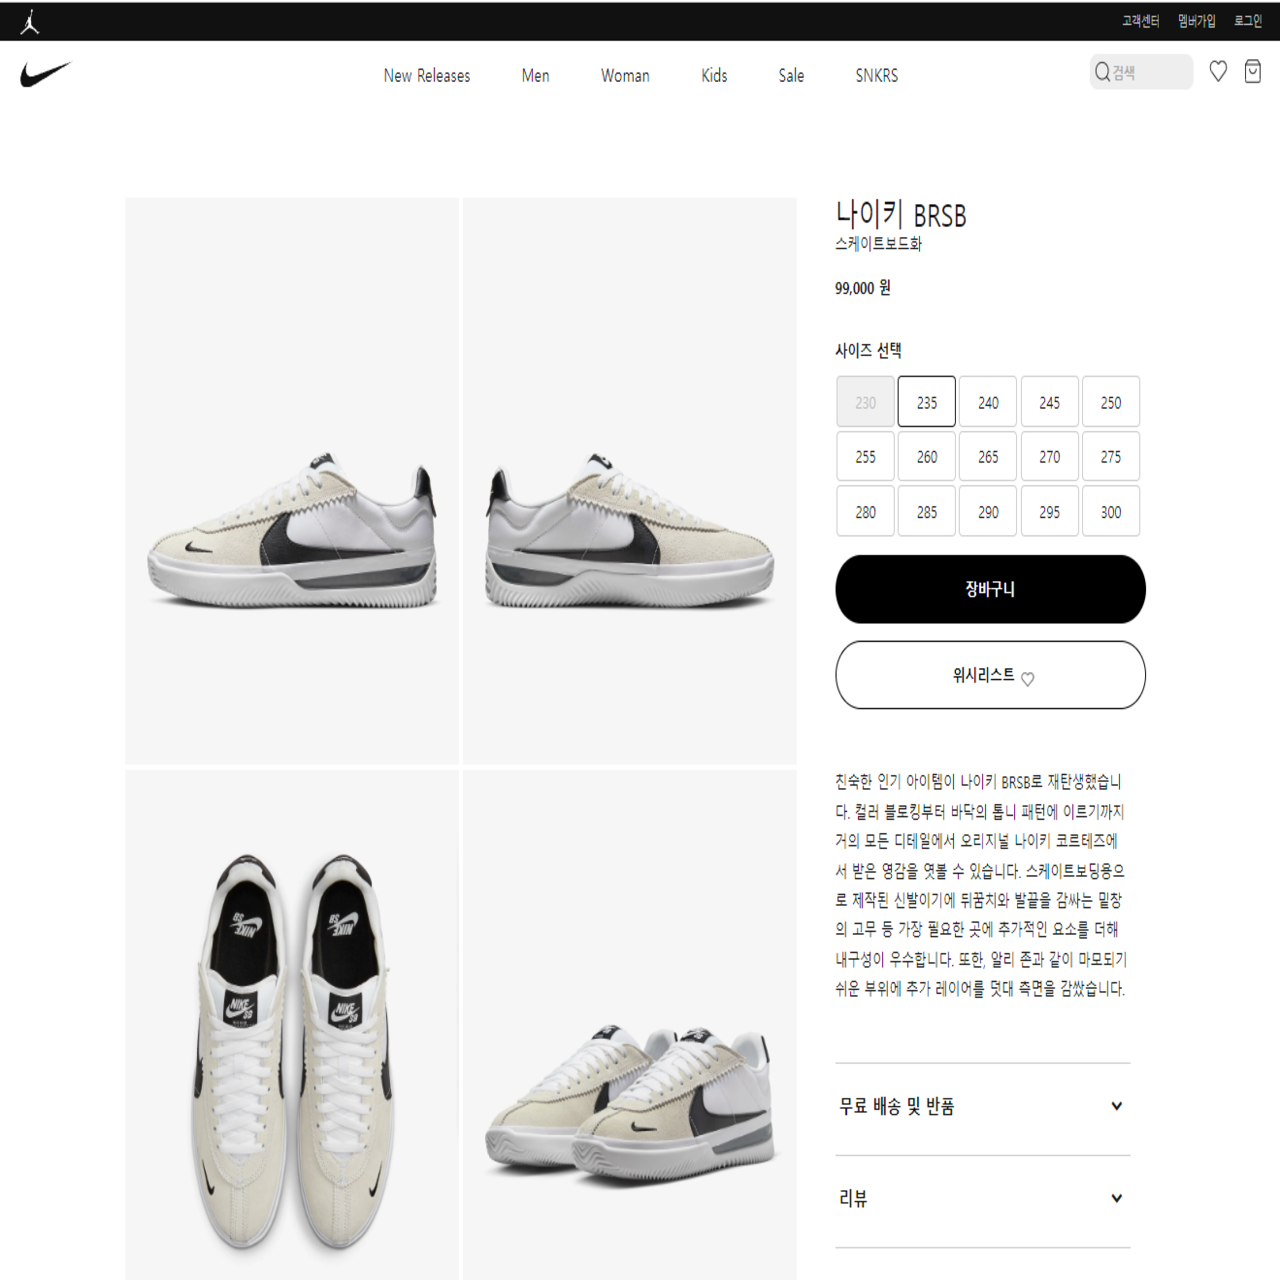 고객센터 멤버가입 로그인
New Releases Men Woman Kids Sale SNKRS 검색
나이키 BRSB
스케이트보드화
99,000 원
사이즈 선택
230 235 240 245 250
255 260 265 270 275
280 285 290 295 300
장바구니
위시리스트
친숙한 인기 아이템이 나이키 BRSB로 재탄생했습니
다. 컬러 블로킹부터 바닥의 톱니 패턴에 이르기까지
거의 모든 디테일에서 오리지널 나이키 코르테즈에
서 받은 영감을 엿볼 수 있습니다. 스케이트보딩용으
로 제작된 신발이기에 뒤꿈치와 발끝을 감싸는 밑창
의 고무 등 가장 필요한 곳에 추가적인 요소를 더해
내구성이 우수합니다. 또한, 알리 존과 같이 마모되기
쉬운 부위에 추가 레이어를 덧대 측면을 감쌌습니다.
NIKE SB
NIKE SB
NIKE
SB
NIKE
SB
무료 배송 및 반품
리뷰